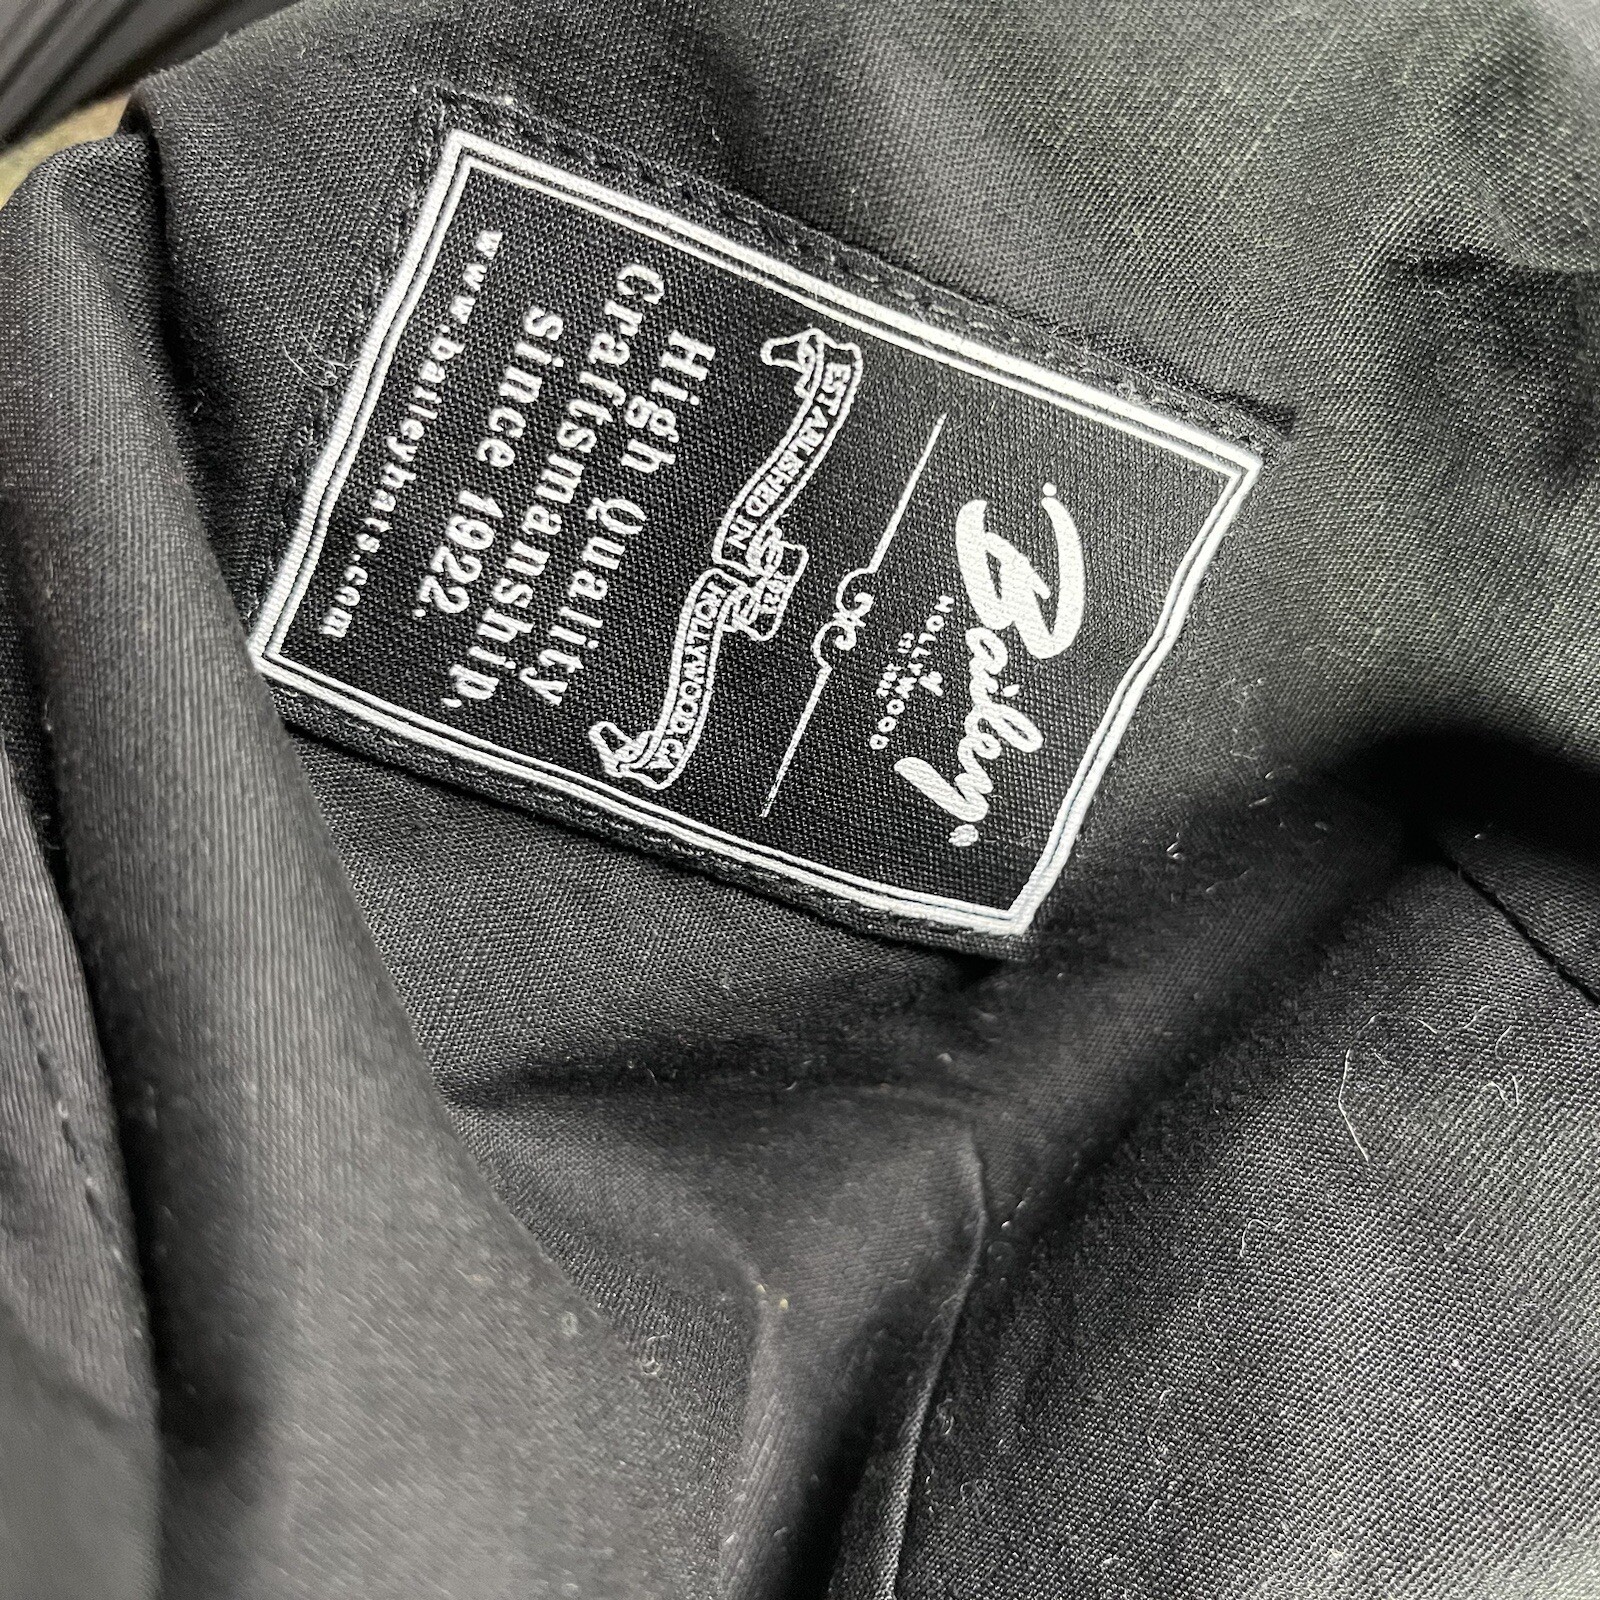 Bailey
HOLLYWOOD
ESTABLISHED IN
1922
HOLLYWOOD, CA
High Quality
Craftsmanship,
since 1922.
www.baileyhats.com